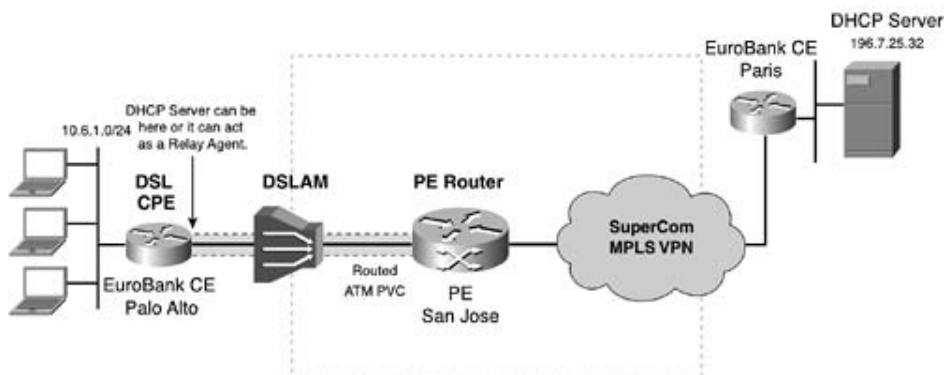 DHCP Server
196.7.25.32
EuroBank CE
Paris
DHCP Server can be
here or it can act
as a Relay Agent.
10.6.1.0/24
DSL
CPE
DSLAM
PE Router
SuperCom
MPLS VPN
Routed
ATM PVC
EuroBank CE
Palo Alto
PE
San Jose